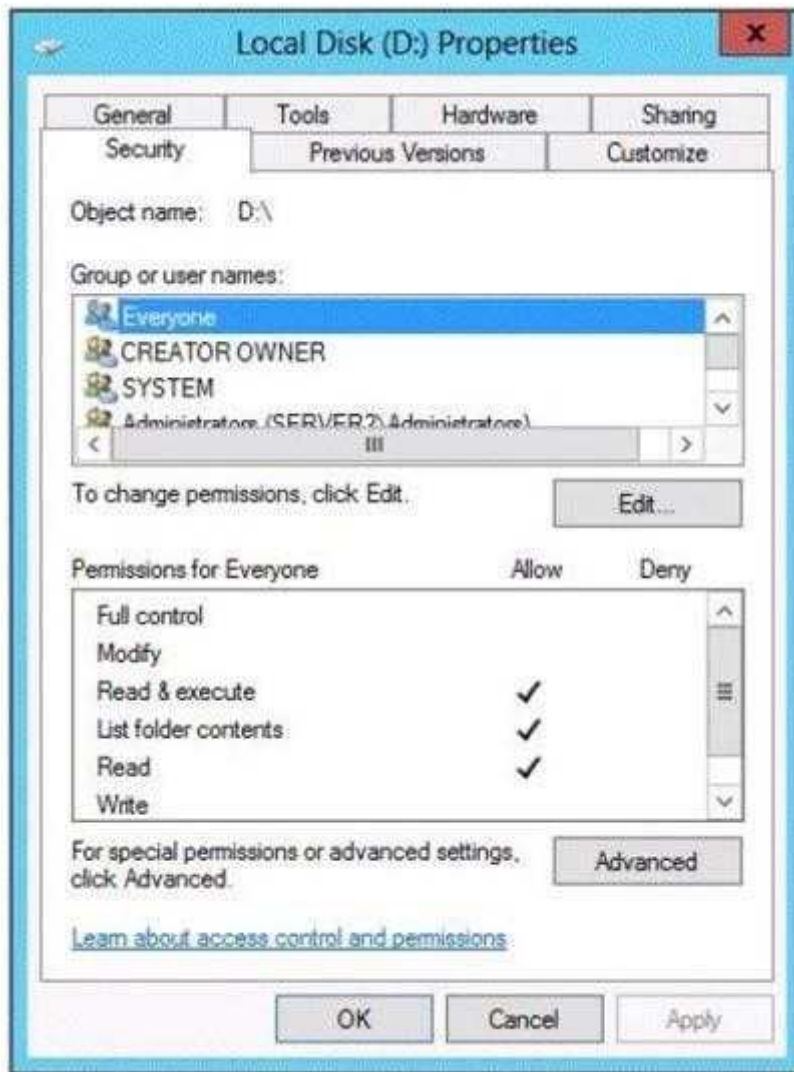 Local Disk (D:) Properties
x
General Tools Hardware Sharing
Security Previous Versions Customize
Object name: D:\
Group or user names:
Everyone
CREATOR OWNER
SYSTEM
Administrators (SERVER2\Administrators)
To change permissions, click Edit.
Edit...
Permissions for Everyone Allow Deny
Full control
Modify
Read & execute
List folder contents
Read
Write
For special permissions or advanced settings,
click Advanced.
Advanced
Learn about access control and permissions
OK Cancel Apply